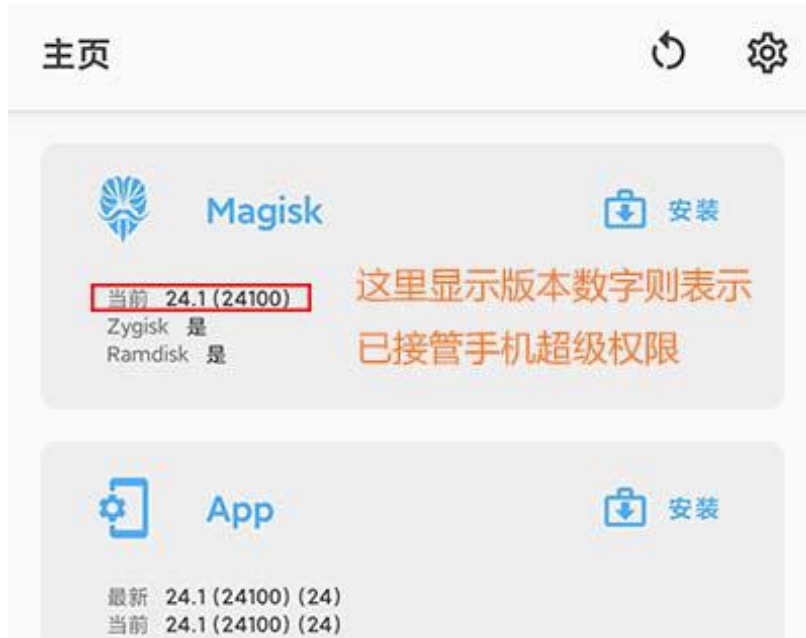 主页
Magisk
安装
当前 24.1 (24100)
Zygisk 是
Ramdisk 是
这里显示版本数字则表示
已接管手机超级权限
App
安装
最新 24.1 (24100) (24)
当前 24.1 (24100) (24)